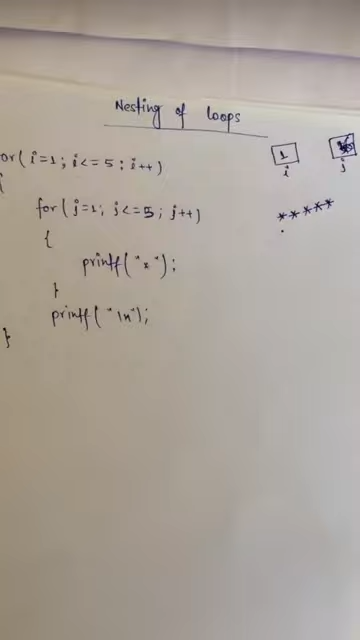 Nesting of loops
or(i=1; i<=5; i++)
{
1
i
j
for(j=1; j<=5; j++)
*****
{
printf("*");
}
printf("\n");
}